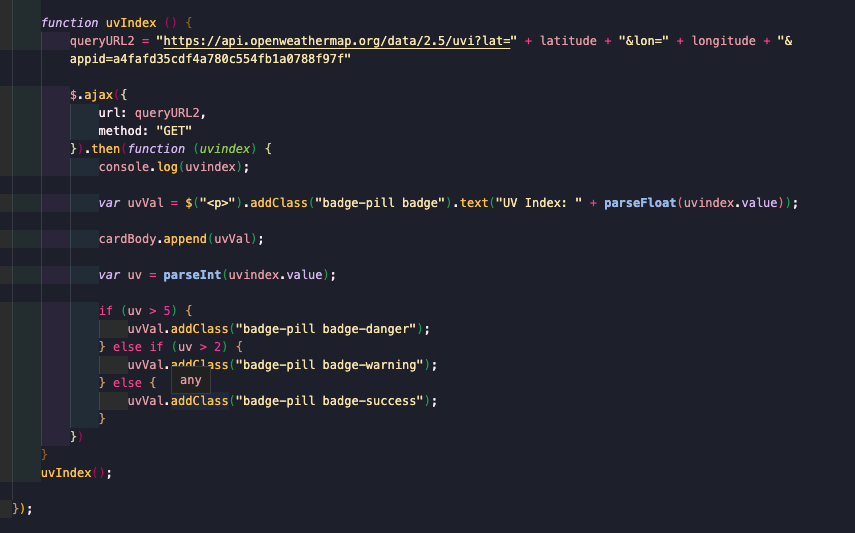 function uvIndex () {
queryURL2 = "https://api.openweathermap.org/data/2.5/uvi?lat=" + latitude + "&lon=" + longitude + "&
appid=a4fafd35cdf4a780c554fb1a0788f97f"
$.ajax({
url: queryURL2,
method: "GET"
}).then(function (uvindex) {
console.log(uvindex);
var uvVal = $("<p>").addClass("badge-pill badge").text("UV Index: " + parseFloat(uvindex.value));
cardBody.append(uvVal);
var uv = parseInt(uvindex.value);
if (uv > 5) {
uvVal.addClass("badge-pill badge-danger");
} else if (uv > 2) {
uvVal.addClass("badge-pill badge-warning");
} else {
any
uvVal.addClass("badge-pill badge-success");
}
})
}
uvIndex();
});